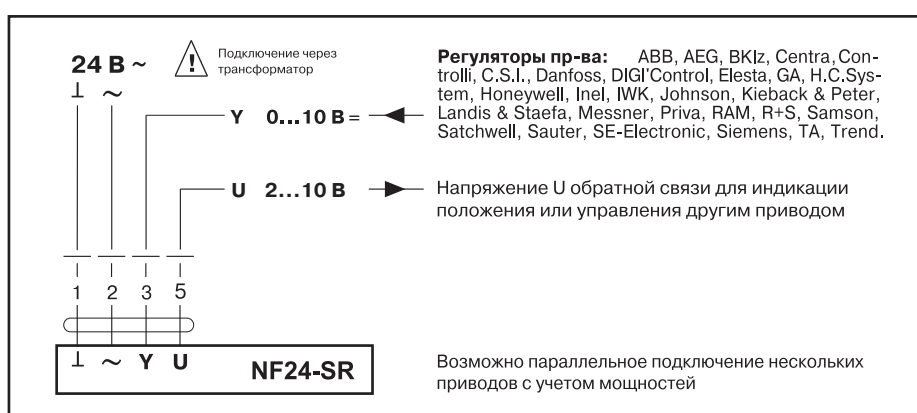 24 В ~
⊥ ~
Подключение через
трансформатор
Y 0...10 В =
Регуляторы пр-ва: ABB, AEG, BKIz, Centra, Con-
trolli, C.S.I., Danfoss, DIGI'Control, Elesta, GA, H.C.Sys-
tem, Honeywell, Inel, IWK, Johnson, Kieback & Peter,
Landis & Staefa, Messner, Priva, RAM, R+S, Samson,
Satchwell, Sauter, SE-Electronic, Siemens, TA, Trend.
U 2...10 В
Напряжение U обратной связи для индикации
положения или управления другим приводом
1 2 3 5
⊥ ~ Y U
NF24-SR
Возможно параллельное подключение нескольких
приводов с учетом мощностей